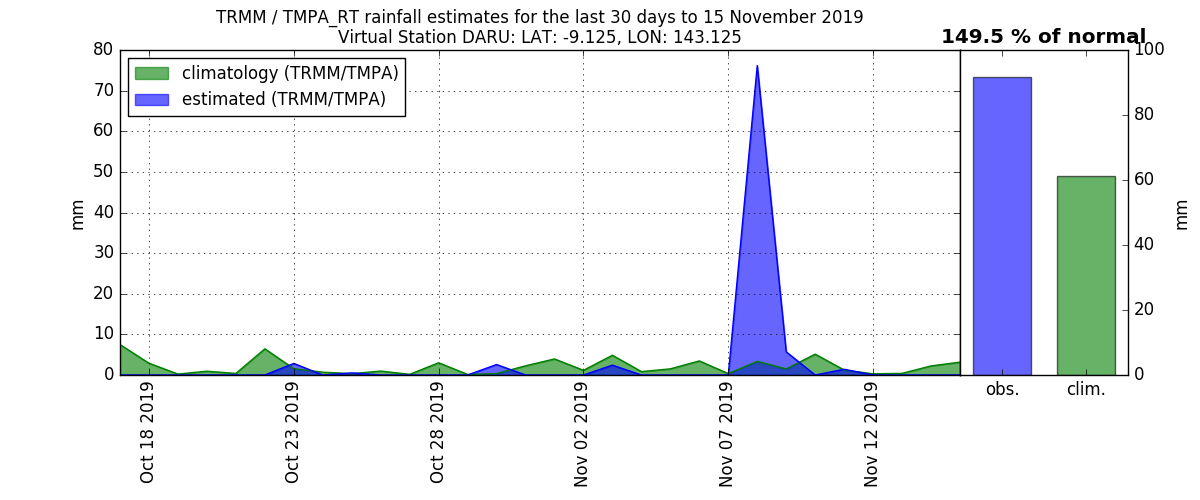 TRMM / TMPA_RT rainfall estimates for the last 30 days to 15 November 2019
Virtual Station DARU: LAT: -9.125, LON: 143.125
149.5 % of normal
climatology (TRMM/TMPA)
estimated (TRMM/TMPA)
mm
80
70
60
50
40
30
20
10
0
Oct 18 2019
Oct 23 2019
Oct 28 2019
Nov 02 2019
Nov 07 2019
Nov 12 2019
obs.
clim.
100
80
60
40
20
0
mm